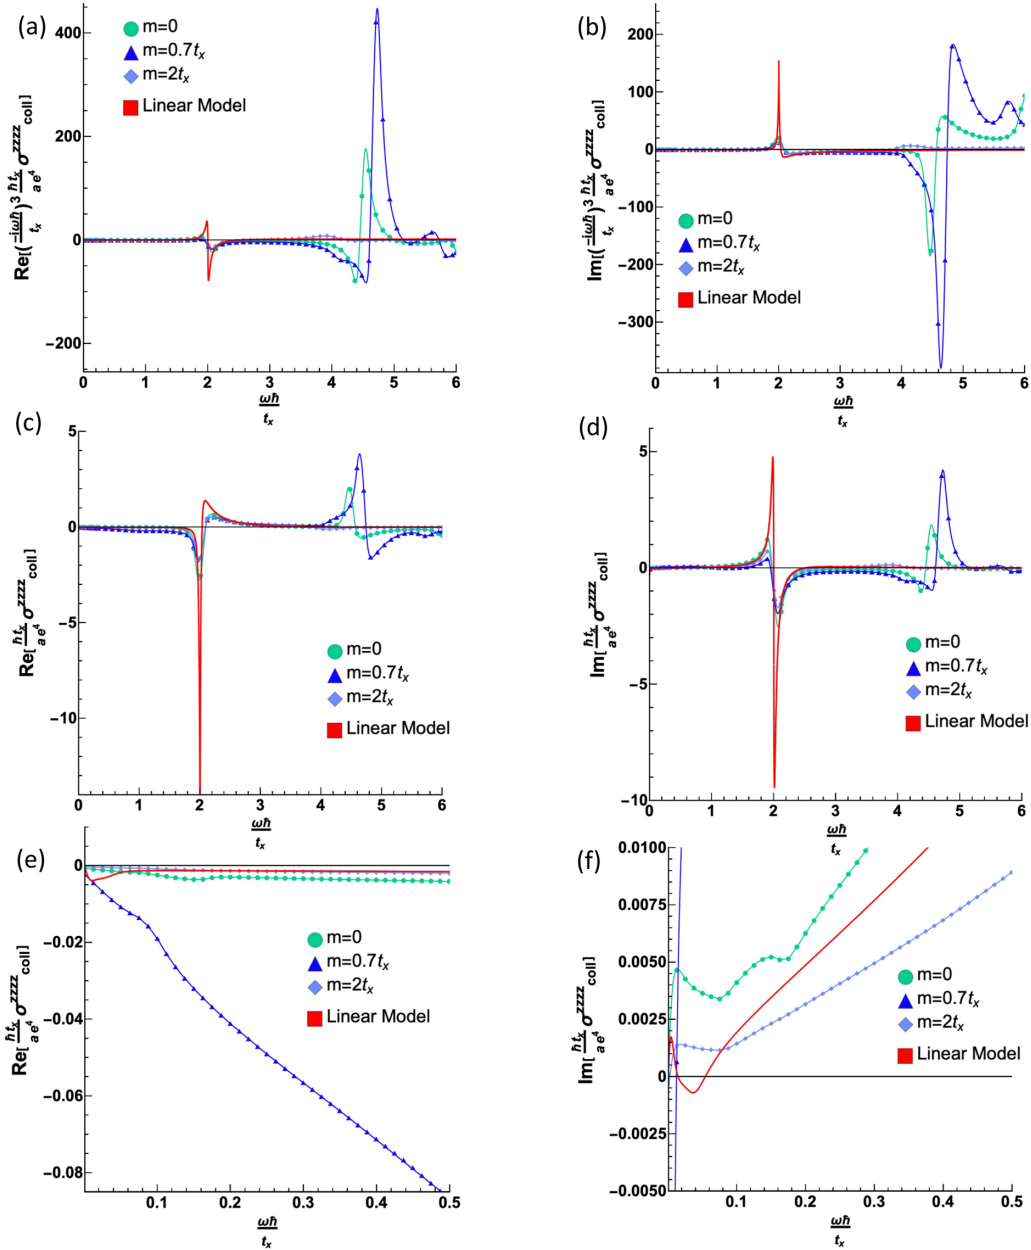 (a)
450
400
200
0
−200
Re[(−iωħ/t_x)^3 ħt_x/ae^4 σ^zzzz_coll]
m=0
m=0.7t_x
m=2t_x
Linear Model
0 1 2 3 4 5 6
ωħ/t_x
(b)
200
100
0
−100
−200
−300
Im[(−iωħ/t_x)^3 ħt_x/ae^4 σ^zzzz_coll]
m=0
m=0.7t_x
m=2t_x
Linear Model
0 1 2 3 4 5 6
ωħ/t_x
(c)
5
0
−5
−10
Re[ħt_x/ae^4 σ^zzzz_coll]
m=0
m=0.7t_x
m=2t_x
Linear Model
0 1 2 3 4 5 6
ωħ/t_x
(d)
5
0
−5
−10
Im[ħt_x/ae^4 σ^zzzz_coll]
m=0
m=0.7t_x
m=2t_x
Linear Model
0 1 2 3 4 5 6
ωħ/t_x
(e)
0
−0.02
−0.04
−0.06
−0.08
Re[ħt_x/ae^4 σ^zzzz_coll]
m=0
m=0.7t_x
m=2t_x
Linear Model
0.1 0.2 0.3 0.4 0.5
ωħ/t_x
(f)
0.0100
0.0075
0.0050
0.0025
0
−0.0025
−0.0050
Im[ħt_x/ae^4 σ^zzzz_coll]
m=0
m=0.7t_x
m=2t_x
Linear Model
0.1 0.2 0.3 0.4 0.5
ωħ/t_x